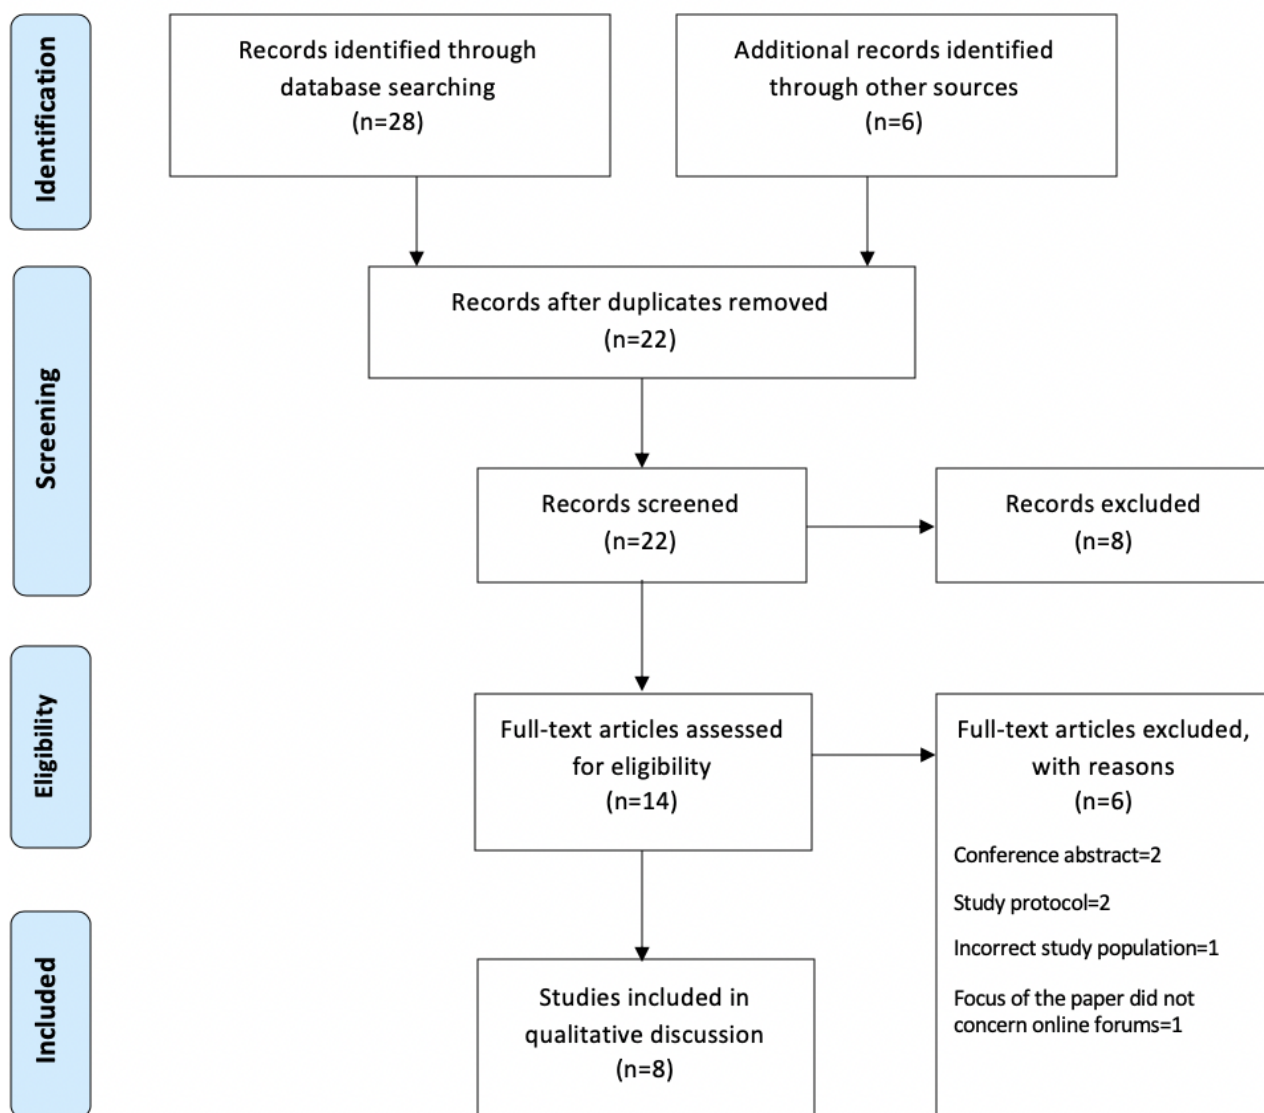 Identification
Records identified through
database searching
(n=28)
Additional records identified
through other sources
(n=6)
Screening
Records after duplicates removed
(n=22)
Records screened
(n=22)
Records excluded
(n=8)
Eligibility
Full-text articles assessed
for eligibility
(n=14)
Full-text articles excluded,
with reasons
(n=6)
Conference abstract=2
Study protocol=2
Incorrect study population=1
Focus of the paper did not
concern online forums=1
Included
Studies included in
qualitative discussion
(n=8)